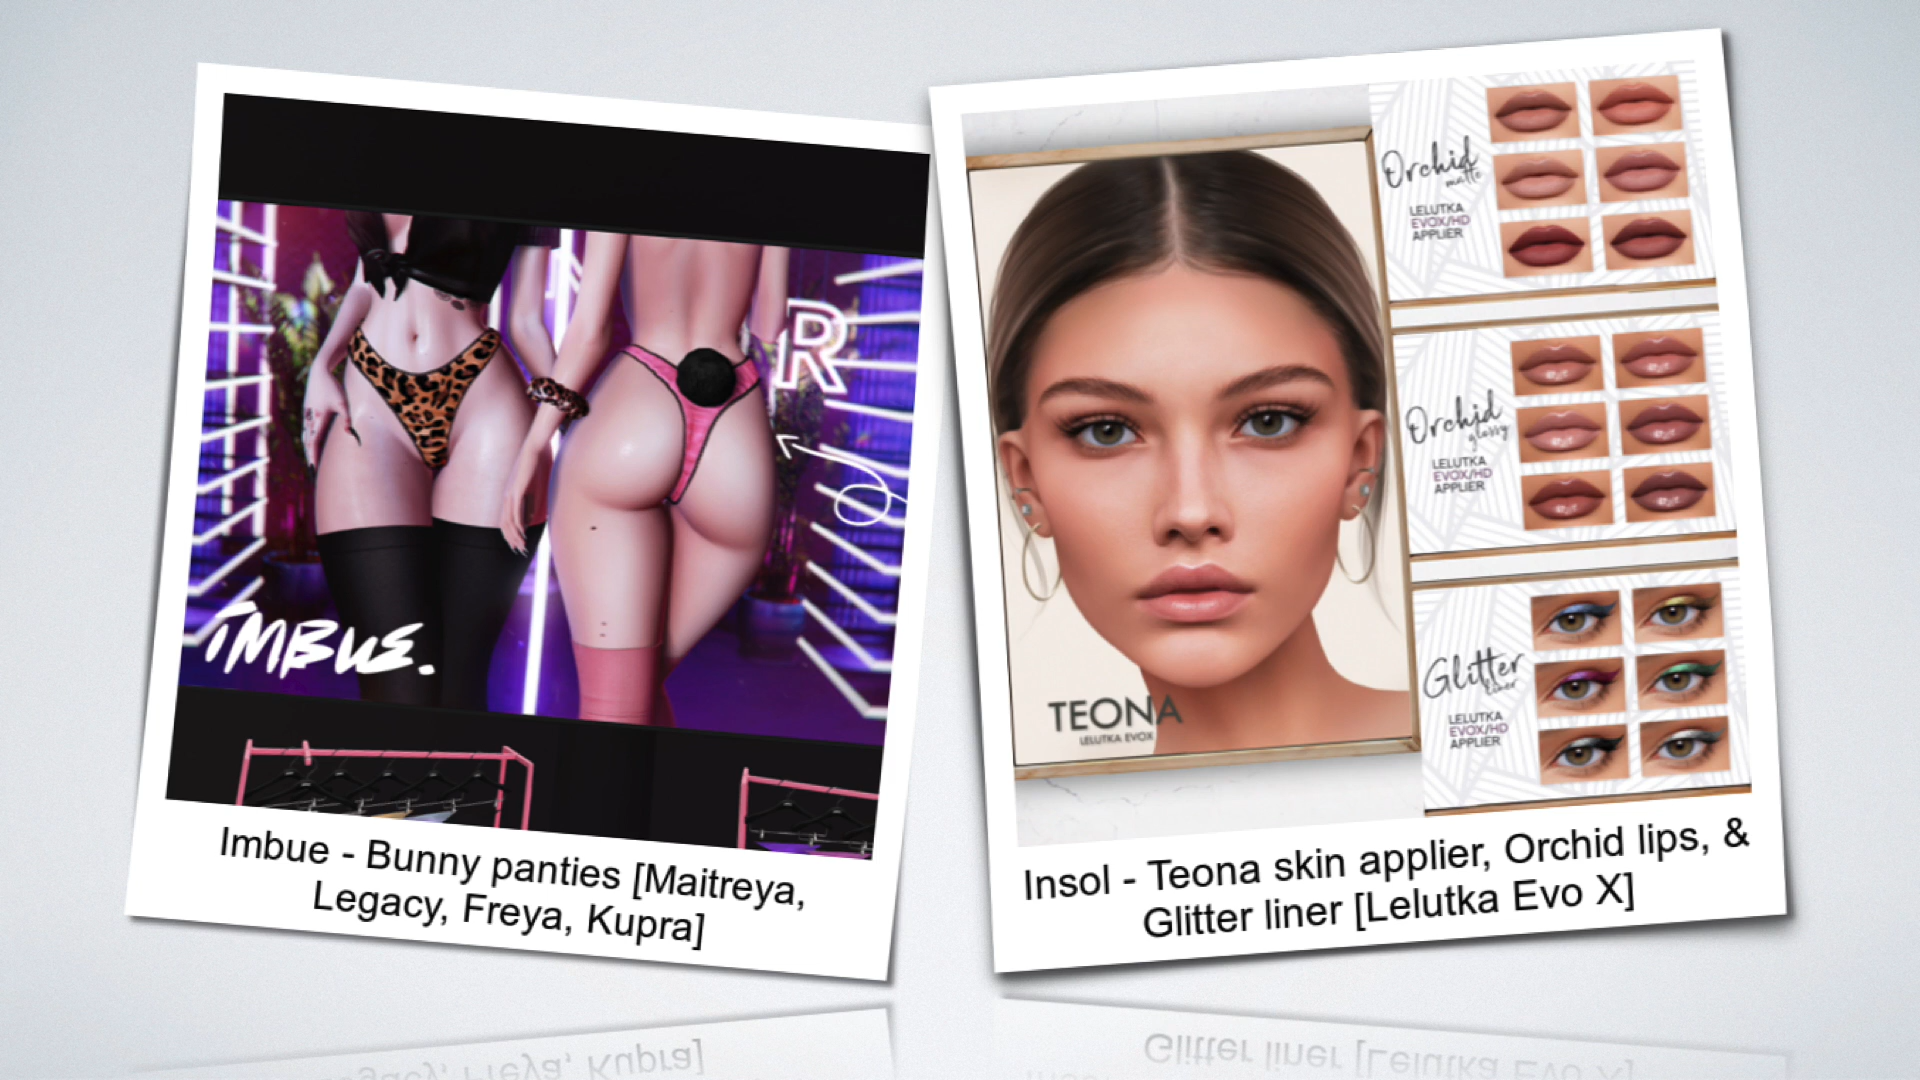 R
IMBUE.
Imbue - Bunny panties [Maitreya,
Legacy, Freya, Kupra]
TEONA
LELUTKA EVOX
Orchid
matte
LELUTKA
EVOX/HD
APPLIER
Orchid
glossy
LELUTKA
EVOX/HD
APPLIER
Glitter
liner
LELUTKA
EVOX/HD
APPLIER
Insol - Teona skin applier, Orchid lips, &
Glitter liner [Lelutka Evo X]